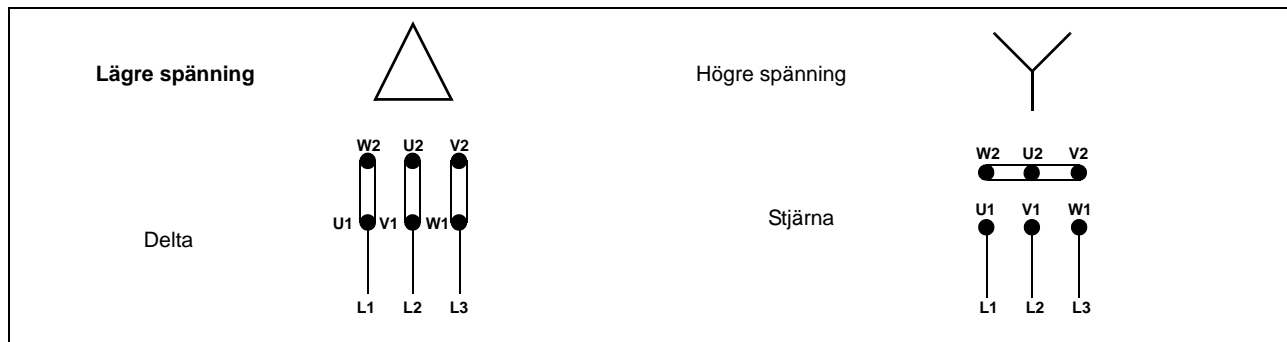 Lägre spänning
Högre spänning
W2 U2 V2
U1 V1 W1
Delta
L1 L2 L3
W2 U2 V2
U1 V1 W1
Stjärna
L1 L2 L3